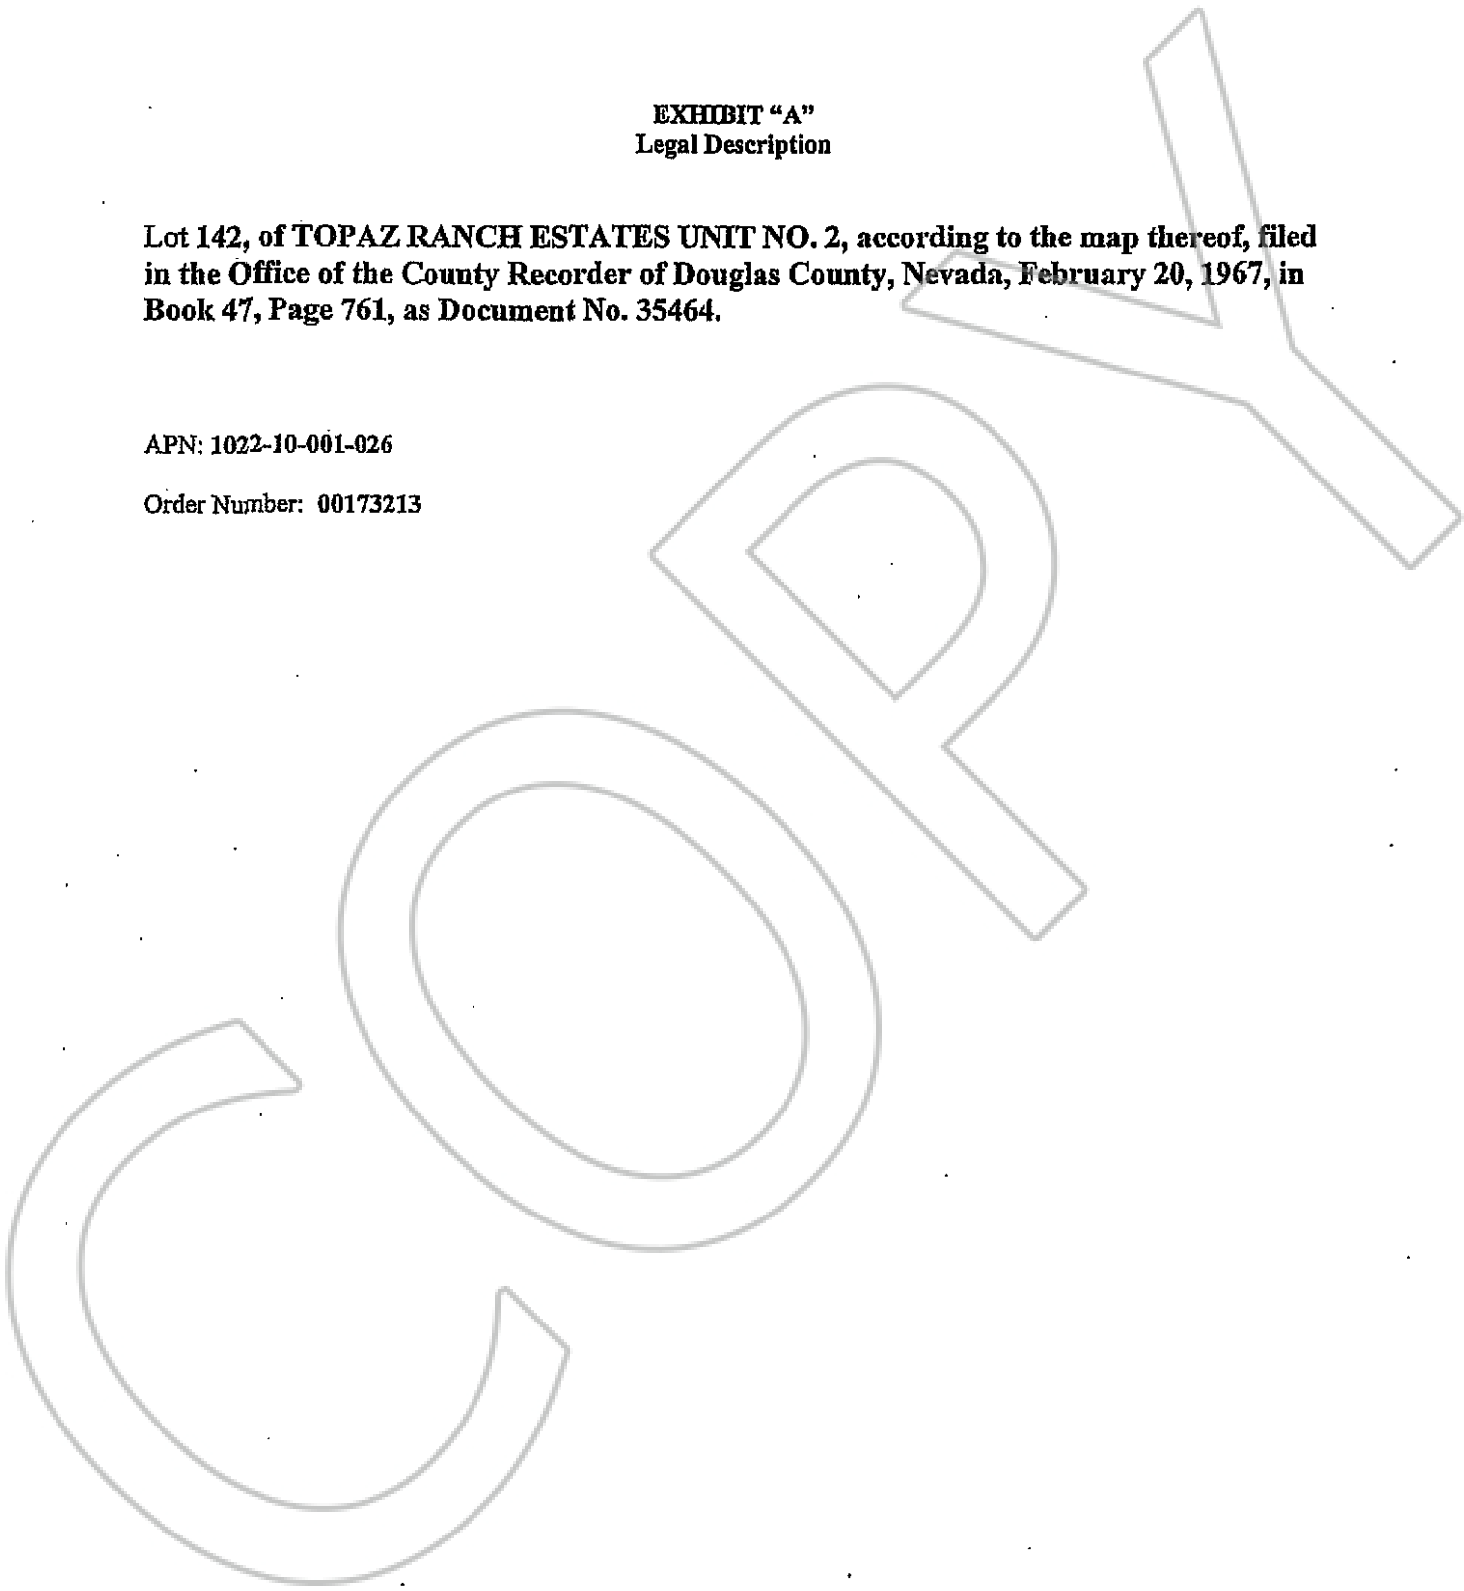 EXHIBIT “A”
Legal Description
Lot 142, of TOPAZ RANCH ESTATES UNIT NO. 2, according to the map thereof, filed
in the Office of the County Recorder of Douglas County, Nevada, February 20, 1967, in
Book 47, Page 761, as Document No. 35464.
APN: 1022-10-001-026
Order Number: 00173213
COPY